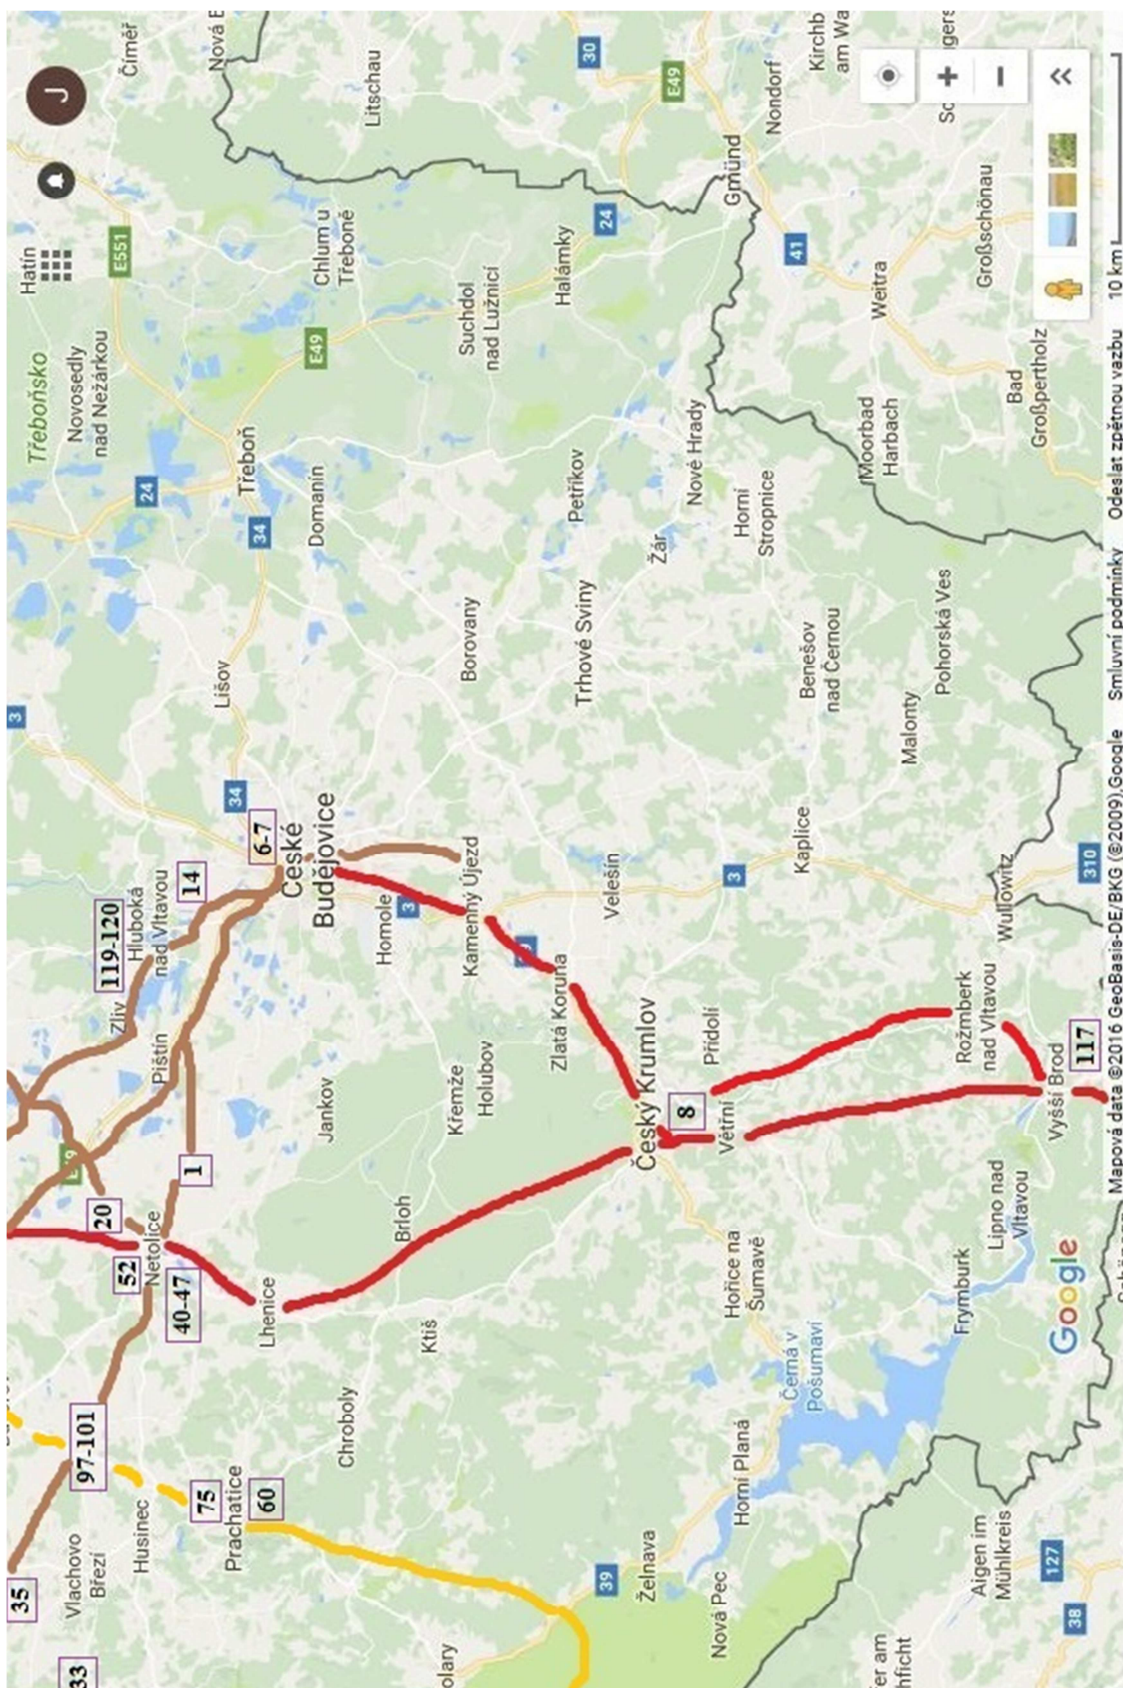 35
Vlachovo
Březí
33
Husinec
97-101
75
Prachatice
60
Chroboly
52
20
Netolice
40-47
Lhenice
Ktiš
Brloh
1
Jankov
Křemže
Holubov
Pištín
Zliv
119-120
Hluboká
nad Vltavou
14
6-7
České
Budějovice
34
3
Lišov
Homole
3
Kamenný Újezd
Borovany
Zlatá Koruna
Velešín
Trhové Sviny
Český Krumlov
8
Větřní
Přídolí
3
Kaplice
Benešov
nad Černou
Malonty
Pohorská Ves
Hořice na
Šumavě
Černá v
Pošumaví
Horní Planá
Želnava
39
Nová Pec
Frymburk
Lipno nad
Vltavou
Rožmberk
nad Vltavou
Vyšší Brod
117
Wullowitz
310
Aigen im
Mühlkreis
127
38
Google
Třeboňsko
Hatín
Novosedly
nad Nežárkou
E551
Číměř
J
24
34
Třeboň
Domanín
E49
Chlum u
Třeboně
Litschau
Suchdol
nad Lužnicí
Halámky
24
Petříkov
Žár
Nové Hrady
Horní
Stropnice
30
E49
Gmünd
Nondorf
41
Weitra
Moorbad
Harbach
Großschönau
Bad
Großpertholz
Kirchb
am Wa
+
−
Mapová data ©2016 GeoBasis-DE/BKG (©2009),Google Smluvní podmínky Odeslat zpětnou vazbu 10 km